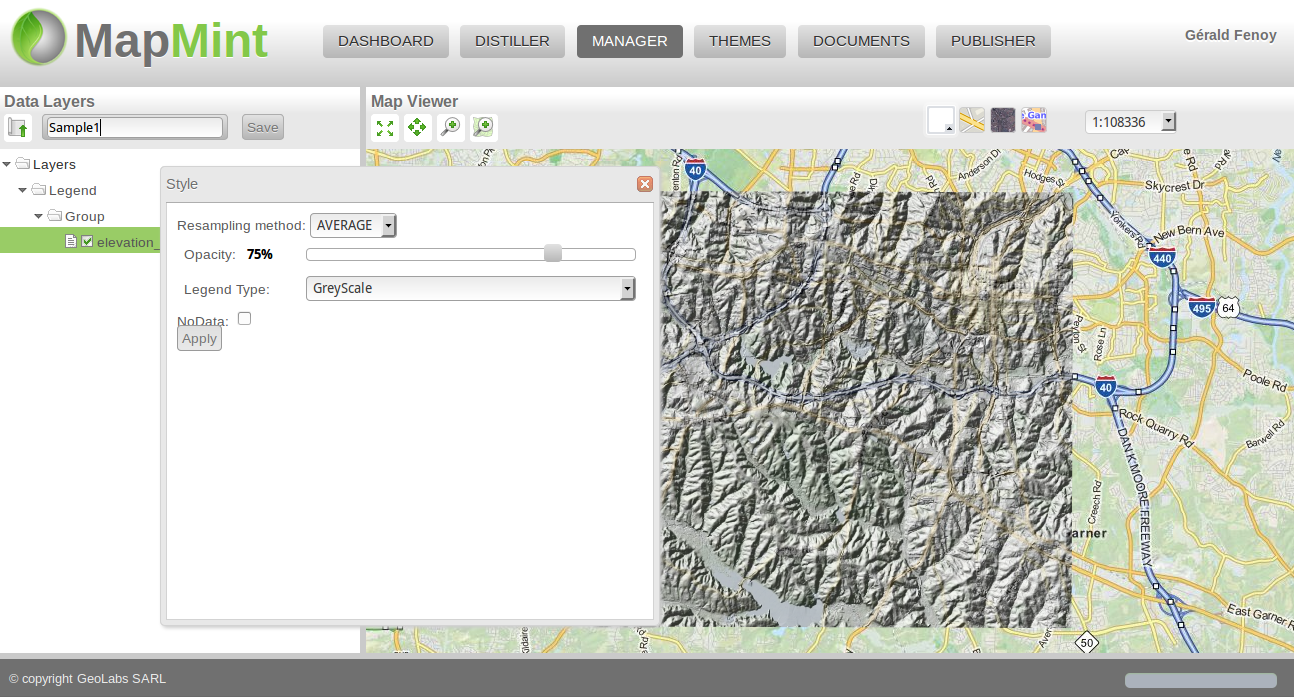 MapMint
DASHBOARD
DISTILLER
MANAGER
THEMES
DOCUMENTS
PUBLISHER
Gérald Fenoy
Data Layers
Map Viewer
Sample1
Save
1:108336
Layers
Legend
Group
elevation_
Style
Resampling method: AVERAGE
Opacity: 75%
Legend Type: GreyScale
NoData:
Apply
40
Anderson Dr
Hodges St
Skycrest Dr
Yonkers Rd
New Bern Ave
440
495
64
Rose Ln
40
Poole Rd
Rock Quarry Rd
Barwell Rd
DAN K MOORE FREEWAY
Creech Rd
arner
East Garner Rd
50
© copyright GeoLabs SARL